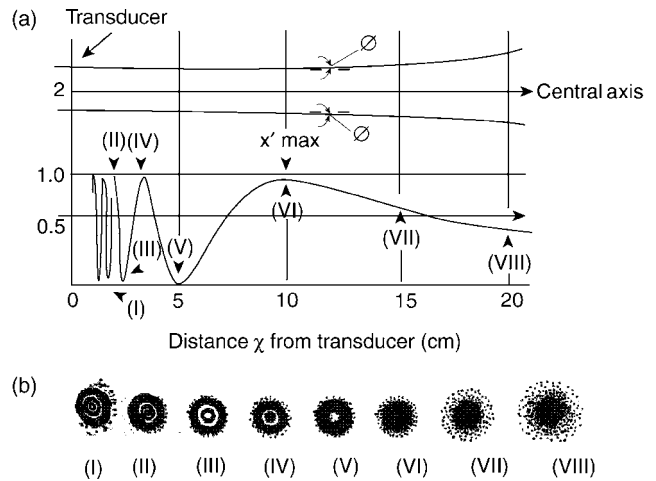 (a)
Transducer
Ø
2
Central axis
Ø
(II) (IV)
x′ max
1.0
0.5
(III)
(V)
(VI)
(VII)
(VIII)
(I)
0 5 10 15 20
Distance χ from transducer (cm)
(b)
(I) (II) (III) (IV) (V) (VI) (VII) (VIII)